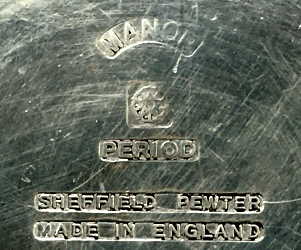 MANOR
PERIOD
SHEFFIELD PEWTER
MADE IN ENGLAND